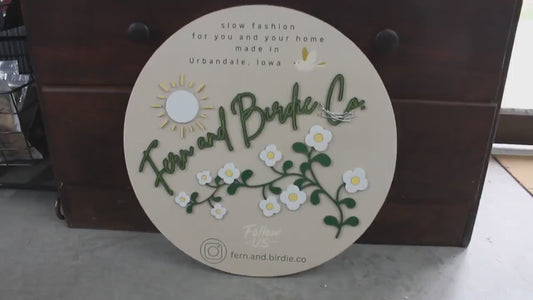 slow fashion
for you and your home
made in
Urbandale, Iowa
Fern and Birdie Co.
Follow
US
fern.and.birdie.co